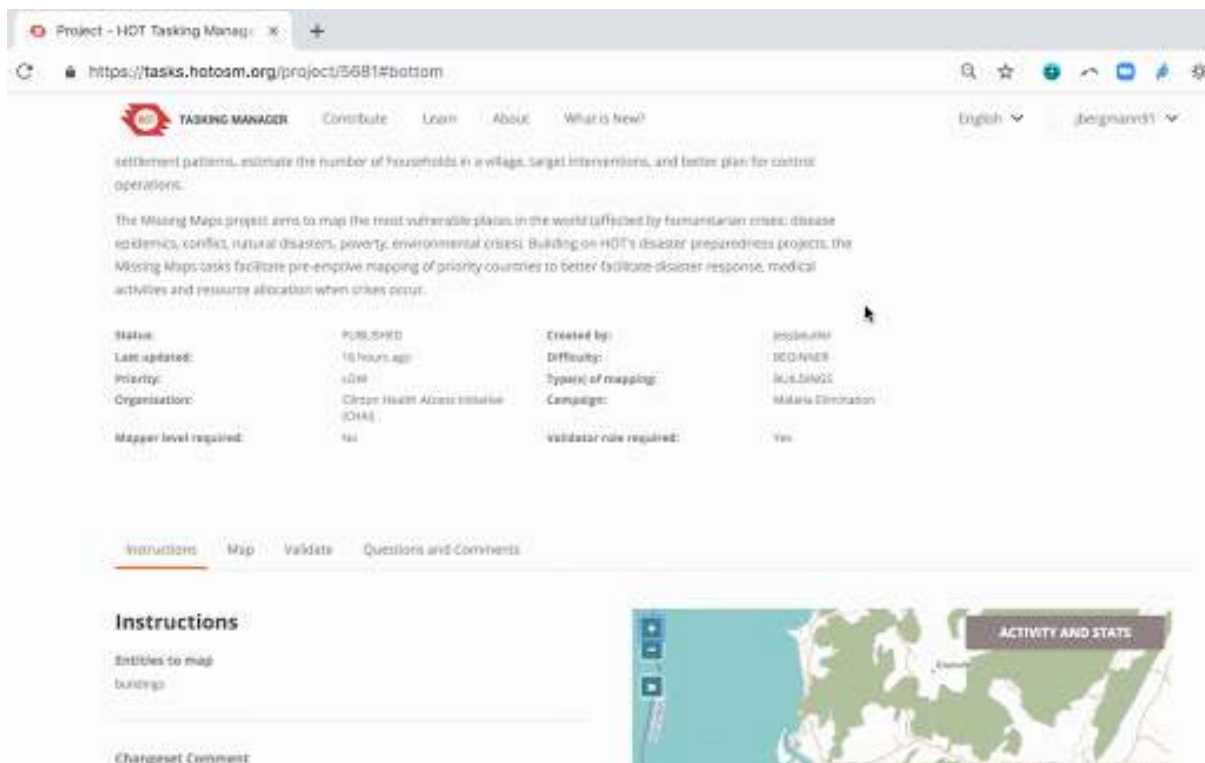 Project - HOT Tasking Manag
https://tasks.hotosm.org/project/5681#bottom
HOT TASKING MANAGER Contribute Learn About What is New? English
settlement patterns, estimate the number of households in a village, target interventions, and better plan for control
operations.
The Missing Maps project aims to map the most vulnerable places in the world (affected by humanitarian crises: disease
epidemics, conflict, natural disasters, poverty, environmental crises). Building on HOT's disaster preparedness projects, the
Missing Maps tasks facilitate pre-emptive mapping of priority countries to better facilitate disaster response, medical
activities and resource allocation when crises occur.
Status: PUBLISHED Created by:
Last updated: 16 hours ago Difficulty: BEGINNER
Priority: LOW Type(s) of mapping: BUILDINGS
Organisation: Clinton Health Access Initiative Campaign: Malaria Elimination
(CHAI)
Mapper level required: No Validator role required: Yes
Instructions Map Validate Questions and Comments
Instructions
ACTIVITY AND STATS
Entities to map
buildings
Changeset Comment